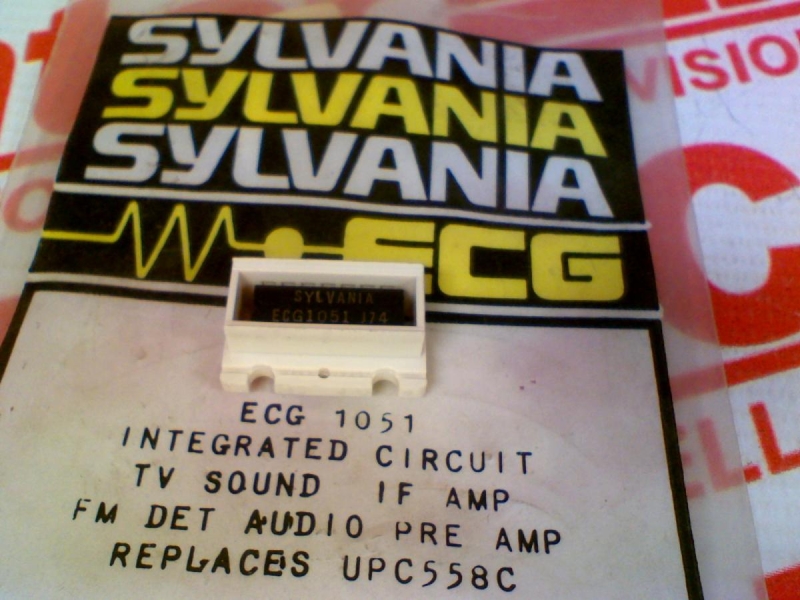 SYLVANIA
SYLVANIA
SYLVANIA
ECG
SYLVANIA
ECG1051 J74
ECG 1051
INTEGRATED CIRCUIT
TV SOUND IF AMP
FM DET AUDIO PRE AMP
REPLACES UPC558C